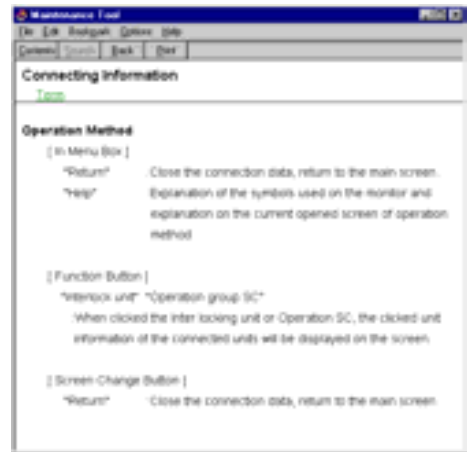 Maintenance Tool
File Edit Bookmark Options Help
Contents Search Back Print
Connecting Information
Term
Operation Method
[ In Menu Box ]
"Return" :Close the connection data, return to the main screen.
"Help" :Explanation of the symbols used on the monitor and
explanation on the current opened screen of operation
method
[ Function Button ]
"Interlock unit" "Operation group SC"
:When clicked the inter locking unit or Operation SC, the clicked unit
information of the connected units will be displayed on the screen
[ Screen Change Button ]
"Return" :Close the connection data, return to the main screen